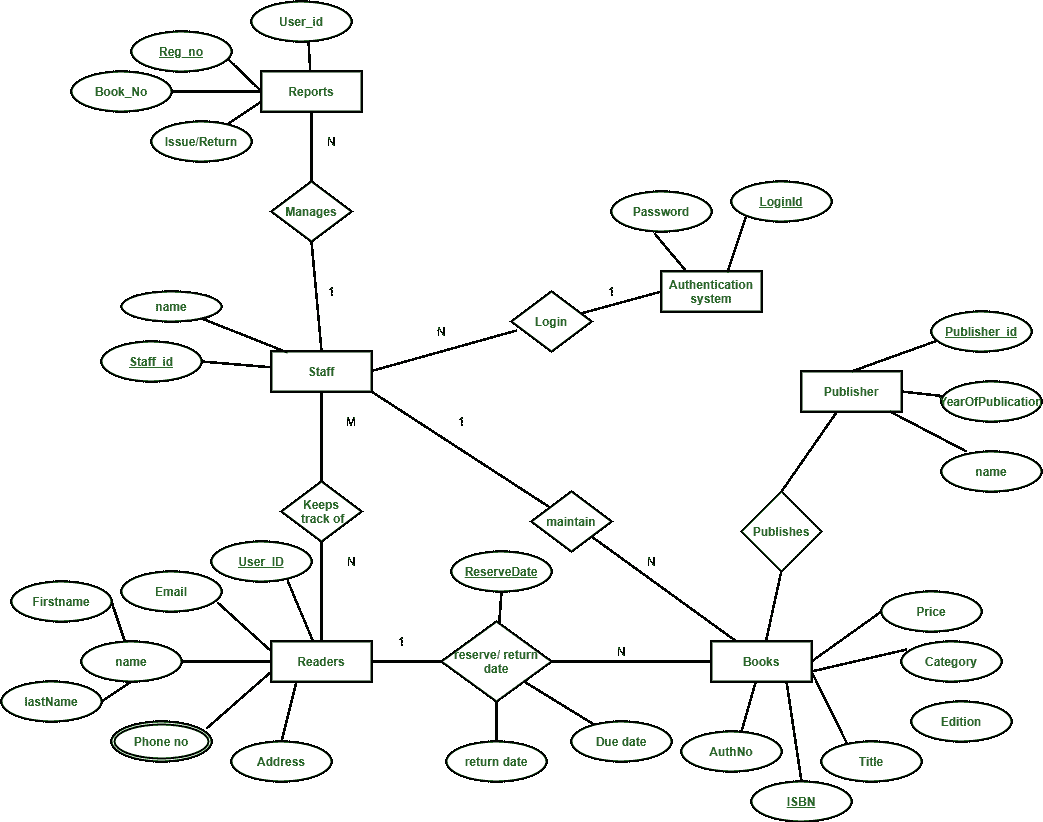 User_id
Reg_no
Book_No
Reports
Issue/Return
N
Manages
1
Password
LoginId
Authentication
system
name
Login
1
N
Staff_id
Staff
Publisher_id
Publisher
YearOfPublication
name
M
1
Keeps
track of
maintain
Publishes
N
N
User_ID
ReserveDate
Email
Firstname
name
lastName
Readers
1
reserve/ return
date
N
Books
Price
Category
Edition
Phone no
Address
return date
Due date
AuthNo
Title
ISBN